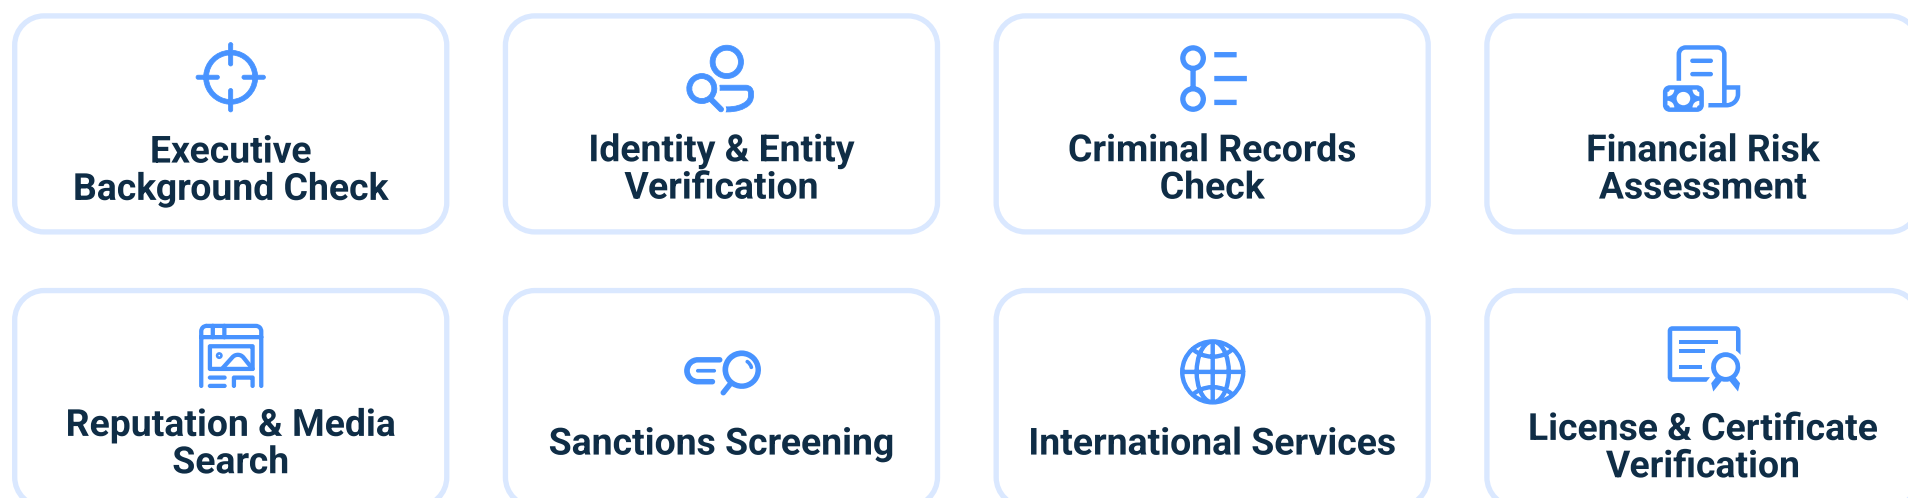 Executive
Background Check
Identity & Entity
Verification
Criminal Records
Check
Financial Risk
Assessment
Reputation & Media
Search
Sanctions Screening
International Services
License & Certificate
Verification